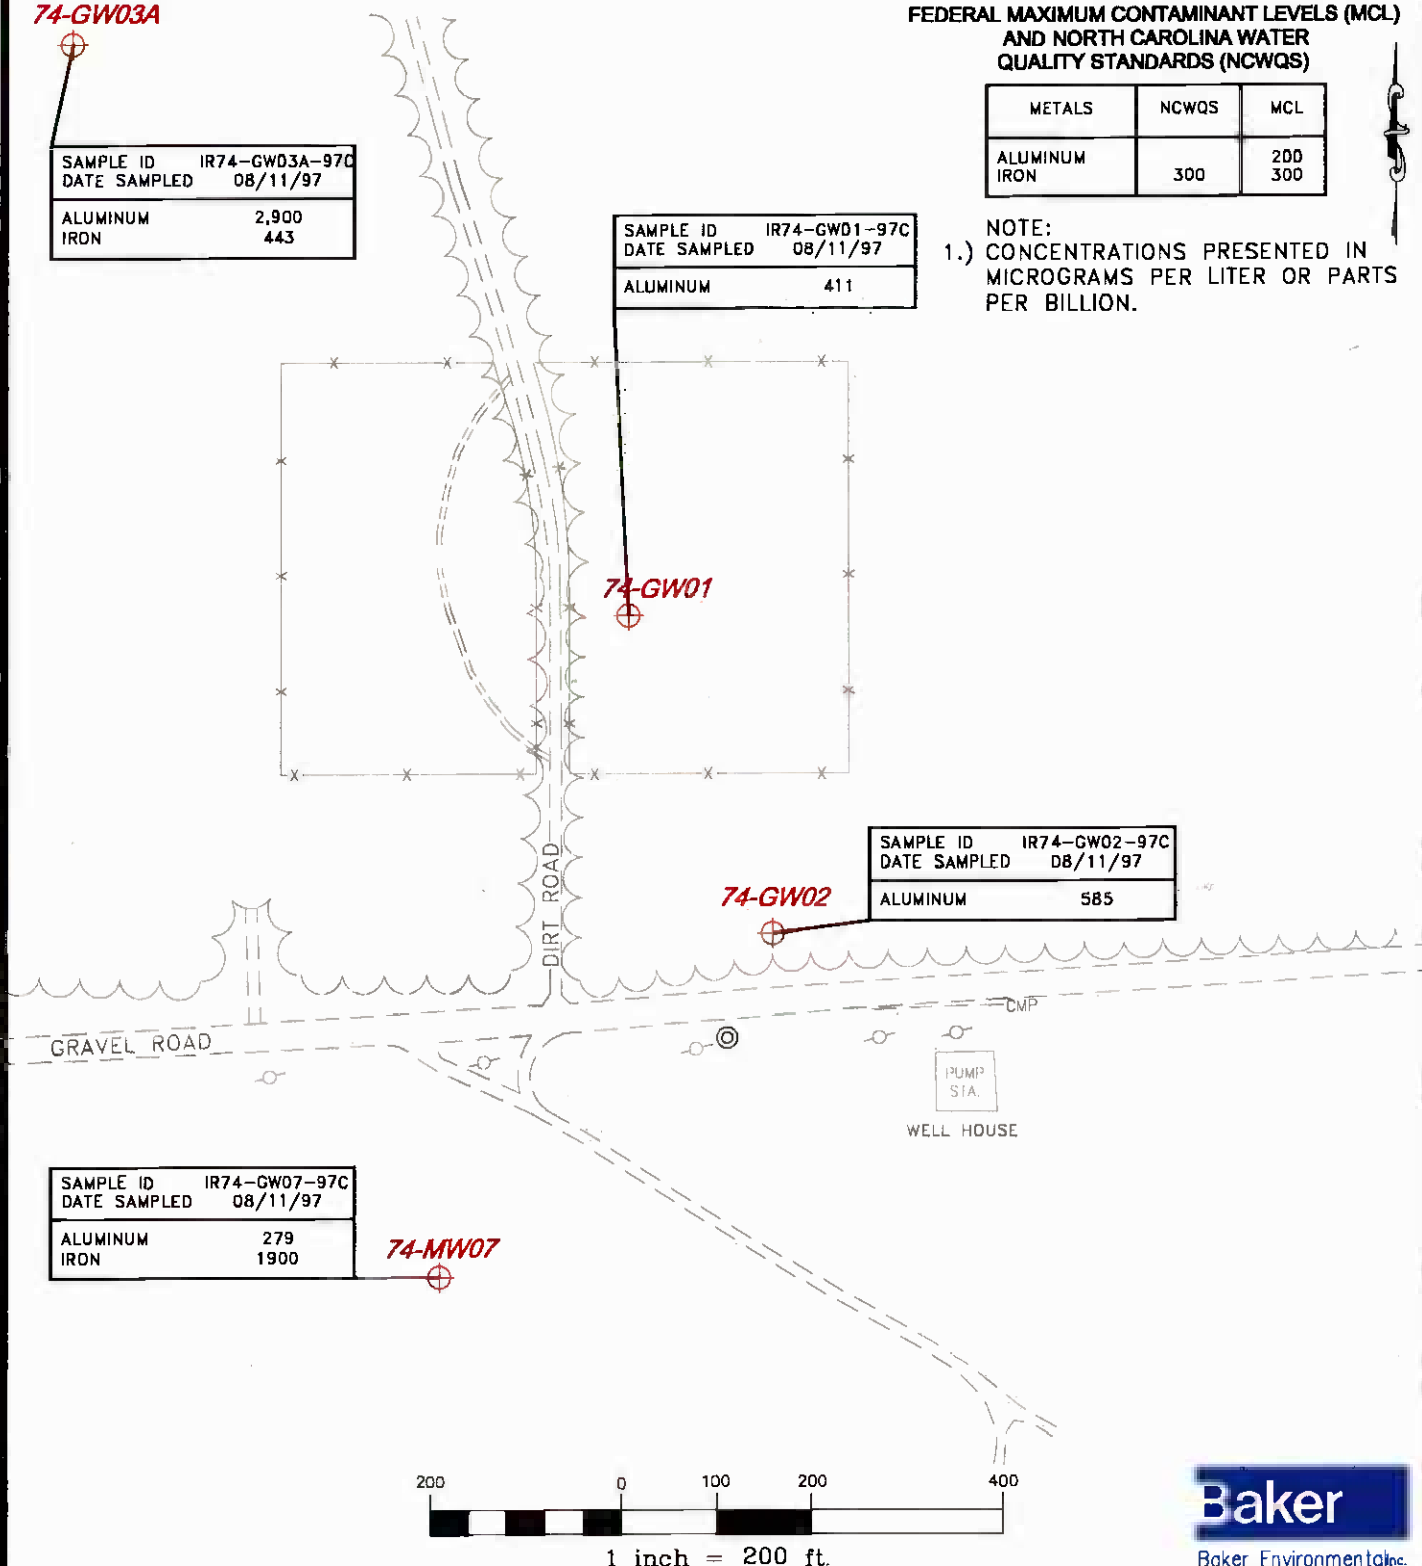 74-GW03A
SAMPLE ID IR74-GW03A-97C
DATE SAMPLED 08/11/97
ALUMINUM 2,900
IRON 443
FEDERAL MAXIMUM CONTAMINANT LEVELS (MCL)
AND NORTH CAROLINA WATER
QUALITY STANDARDS (NCWQS)
METALS NCWQS MCL
ALUMINUM 200
IRON 300 300
NOTE:
1.) CONCENTRATIONS PRESENTED IN
MICROGRAMS PER LITER OR PARTS
PER BILLION.
SAMPLE ID IR74-GW01-97C
DATE SAMPLED 08/11/97
ALUMINUM 411
74-GW01
SAMPLE ID IR74-GW02-97C
DATE SAMPLED 08/11/97
ALUMINUM 585
74-GW02
DIRT ROAD
CMP
GRAVEL ROAD
PUMP
STA.
WELL HOUSE
SAMPLE ID IR74-GW07-97C
DATE SAMPLED 08/11/97
ALUMINUM 279
IRON 1900
74-MW07
200 0 100 200 400
1 inch = 200 ft.
Baker
Baker Environmental, Inc.